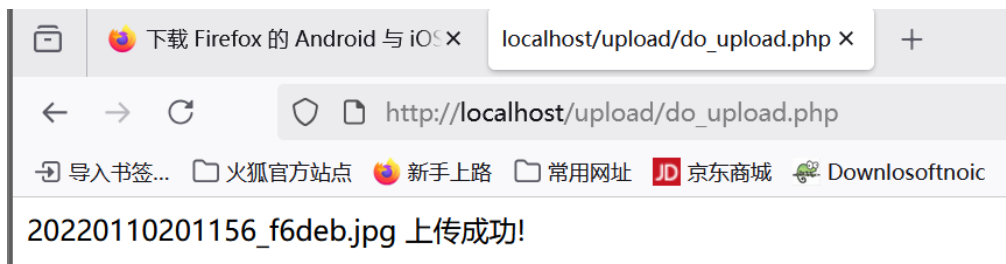 下载 Firefox 的 Android 与 iOS
localhost/upload/do_upload.php
http://localhost/upload/do_upload.php
导入书签... 火狐官方站点 新手上路 常用网址 JD 京东商城 Downlosoftnoic
20220110201156_f6deb.jpg 上传成功!